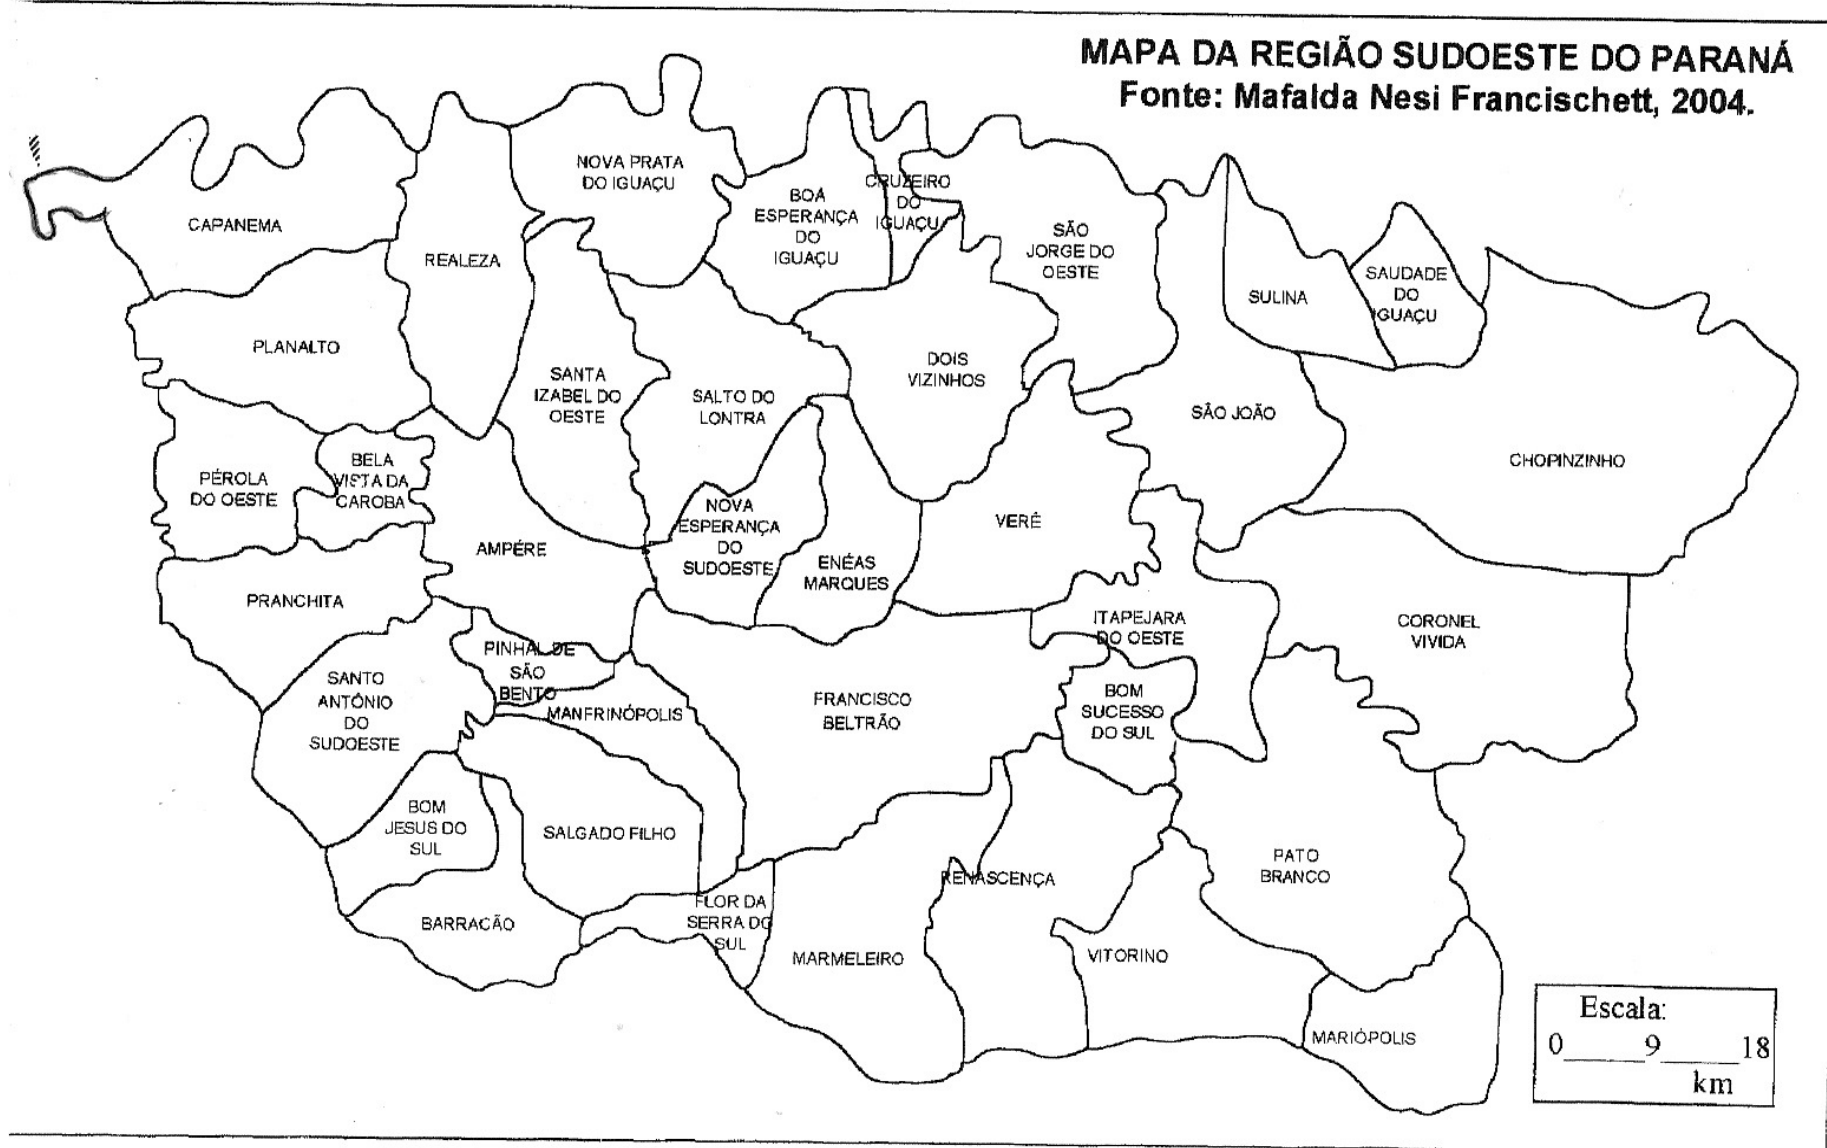 MAPA DA REGIÃO SUDOESTE DO PARANÁ
Fonte: Mafalda Nesi Francischett, 2004.
CAPANEMA
REALEZA
NOVA PRATA
DO IGUAÇU
BOA
ESPERANÇA
DO
IGUAÇU
CRUZEIRO
DO
IGUAÇU
SÃO
JORGE DO
OESTE
SULINA
SAUDADE
DO
IGUAÇU
PLANALTO
SANTA
IZABEL DO
OESTE
SALTO DO
LONTRA
DOIS
VIZINHOS
SÃO JOÃO
CHOPINZINHO
PÉROLA
DO OESTE
BELA
VISTA DA
CAROBA
AMPÉRE
NOVA
ESPERANÇA
DO
SUDOESTE
ENÉAS
MARQUES
VERÊ
PRANCHITA
ITAPEJARA
DO OESTE
CORONEL
VIVIDA
PINHAL DE
SÃO
BENTO
SANTO
ANTÔNIO
DO
SUDOESTE
MANFRINÓPOLIS
FRANCISCO
BELTRÃO
BOM
SUCESSO
DO SUL
BOM
JESUS DO
SUL
SALGADO FILHO
RENASCENÇA
PATO
BRANCO
BARRACÃO
FLOR DA
SERRA DO
SUL
MARMELEIRO
VITORINO
MARIÓPOLIS
Escala:
0_____9_____18
km